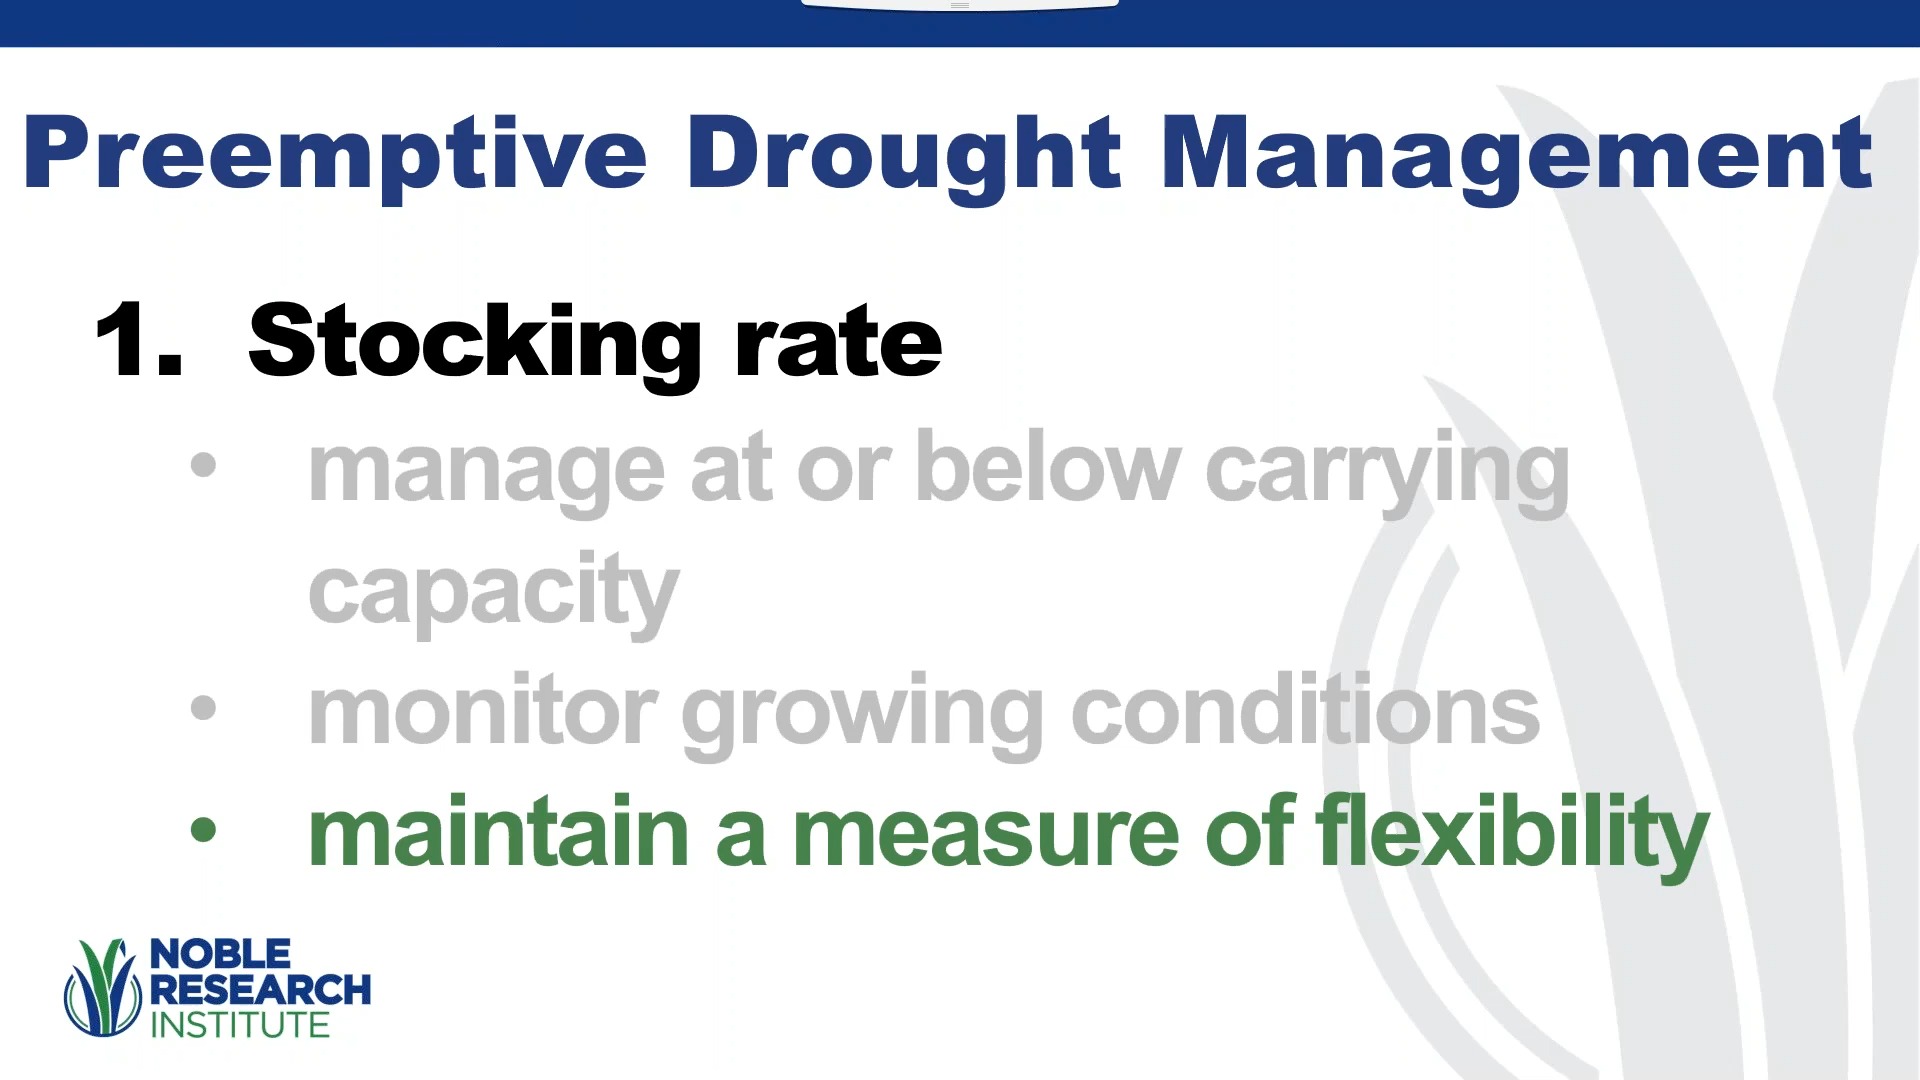 Preemptive Drought Management
1. Stocking rate
• manage at or below carrying
capacity
• monitor growing conditions
• maintain a measure of flexibility
NOBLE
RESEARCH
INSTITUTE